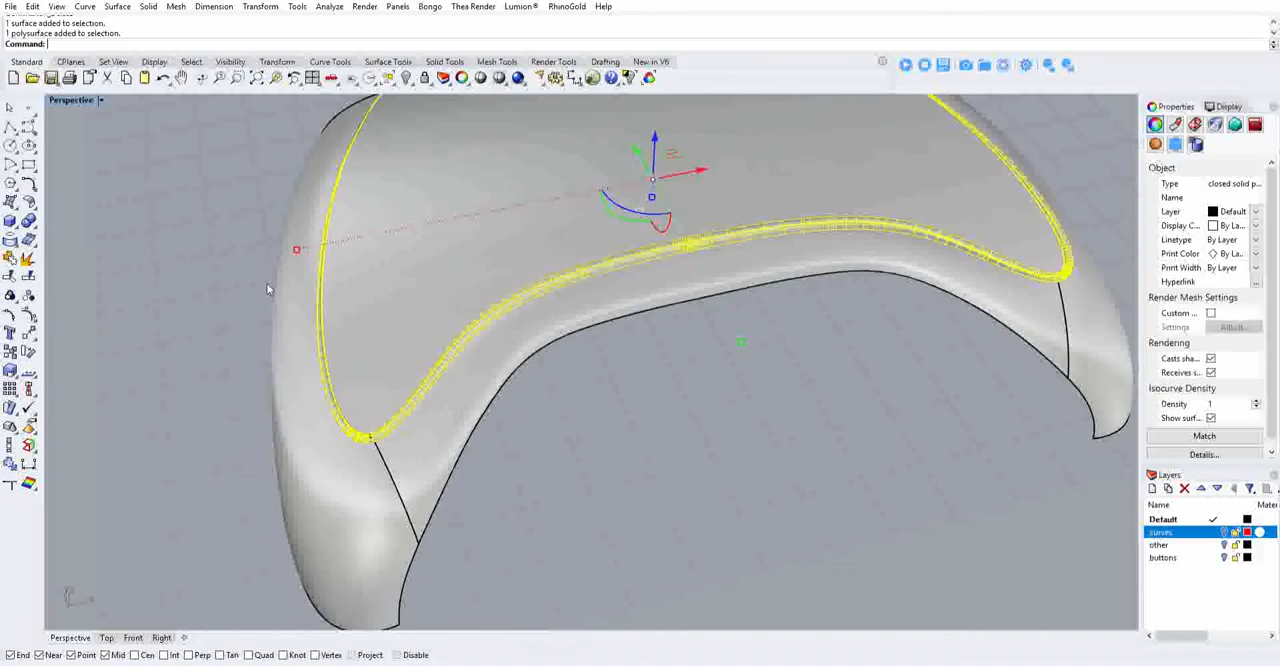 File Edit View Curve Surface Solid Mesh Dimension Transform Tools Analyze Render Panels Bongo Thea Render Lumion® RhinoGold Help
1 surface added to selection.
1 polysurface added to selection.
Command:
Standard CPlanes Set View Display Select Viewport Layout Visibility Transform Curve Tools Surface Tools Solid Tools Mesh Tools Render Tools Drafting New in V6
Perspective
Properties Display
Object
Type closed solid p...
Name
Layer Default
Display C... By La...
Linetype By Layer
Print Color By La...
Print Width By Layer
Hyperlink ...
Render Mesh Settings
Custom ...
Settings Adjust...
Rendering
Casts sha...
Receives s...
Isocurve Density
Density 1
Show surf...
Match
Details...
Layers
Name Mater
Default
curves
other
buttons
Perspective Top Front Right
End Near Point Mid Cen Int Perp Tan Quad Knot Vertex Project Disable